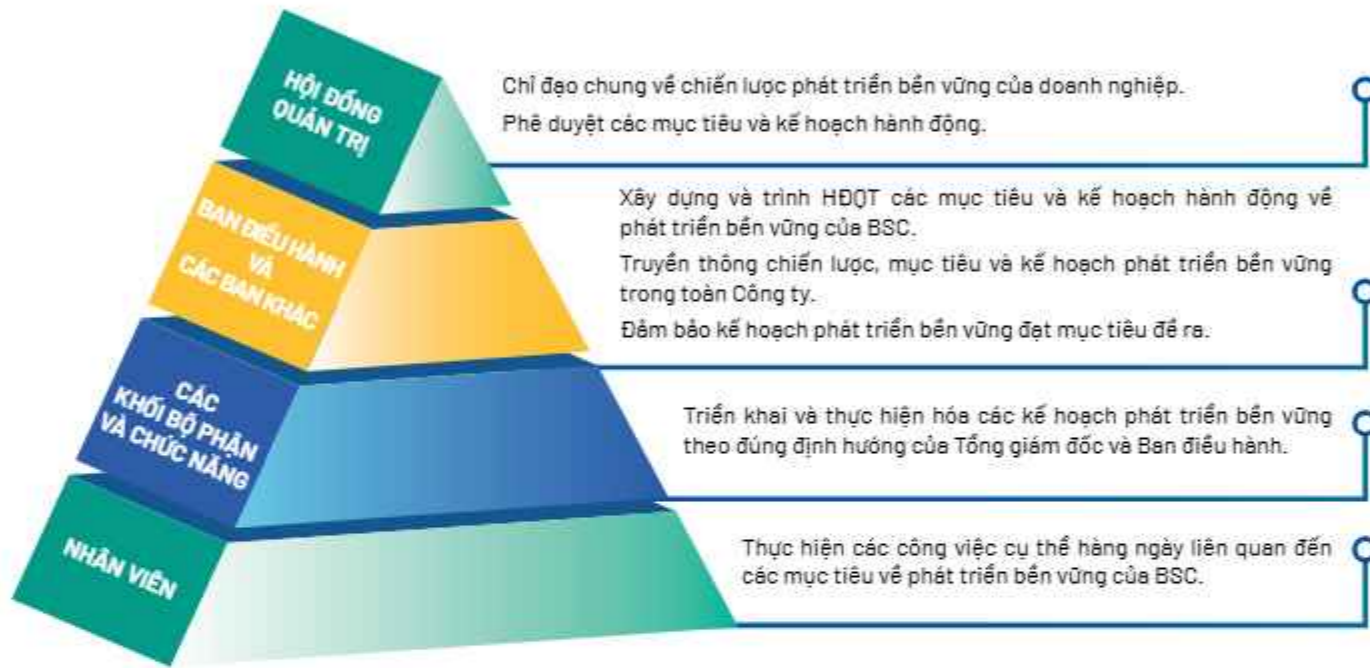 HỘI ĐỒNG
QUẢN TRỊ
Chỉ đạo chung về chiến lược phát triển bền vững của doanh nghiệp.
Phê duyệt các mục tiêu và kế hoạch hành động.
BAN ĐIỀU HÀNH
VÀ
CÁC BAN KHÁC
Xây dựng và trình HĐQT các mục tiêu và kế hoạch hành động về
phát triển bền vững của BSC.
Truyền thông chiến lược, mục tiêu và kế hoạch phát triển bền vững
trong toàn Công ty.
Đảm bảo kế hoạch phát triển bền vững đạt mục tiêu đề ra.
CÁC
KHỐI BỘ PHẬN
VÀ CHỨC NĂNG
Triển khai và thực hiện hóa các kế hoạch phát triển bền vững
theo đúng định hướng của Tổng giám đốc và Ban điều hành.
NHÂN VIÊN
Thực hiện các công việc cụ thể hàng ngày liên quan đến
các mục tiêu về phát triển bền vững của BSC.